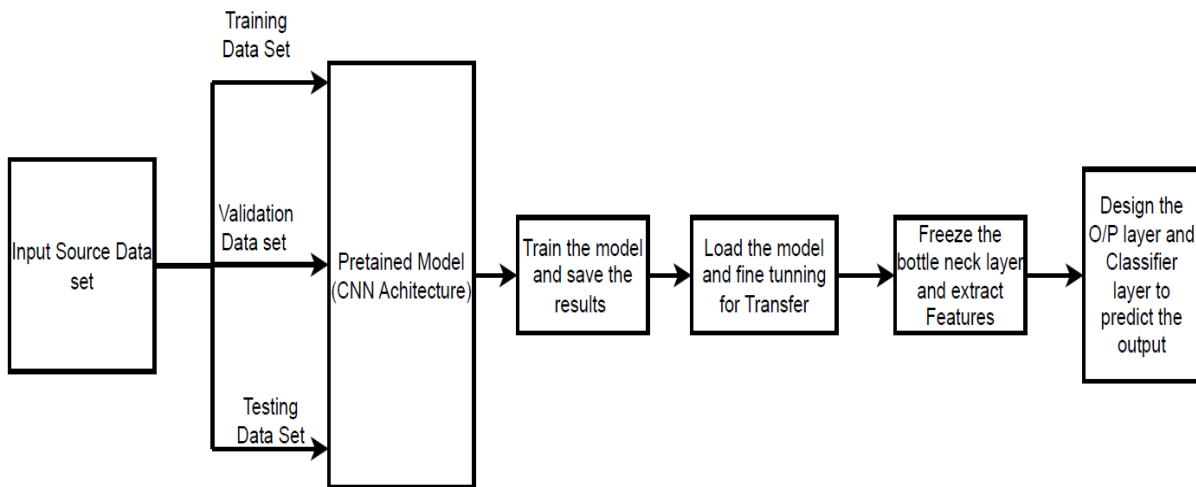 Training
Data Set
Input Source Data
set
Validation
Data set
Testing
Data Set
Pretained Model
(CNN Achitecture)
Train the model
and save the
results
Load the model
and fine tunning
for Transfer
Freeze the
bottle neck layer
and extract
Features
Design the
O/P layer and
Classifier
layer to
predict the
output